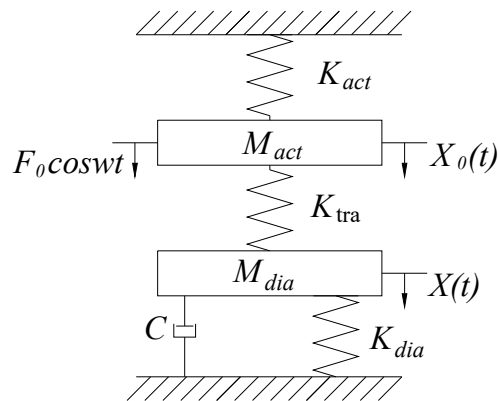 K_act
M_act
F_0coswt
X_0(t)
K_tra
M_dia
X(t)
C
K_dia